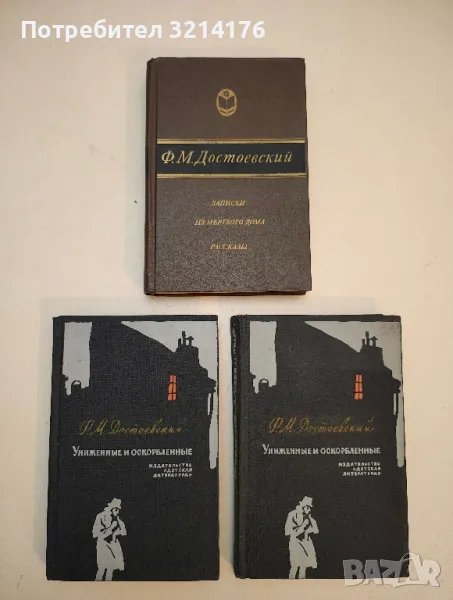 Потребител 3214176
Ф.М.Достоевский
ЗАПИСКИ
ИЗ МЕРТВОГО ДОМА
РАССКАЗЫ
Ф.М.Достоевский
УНИЖЕННЫЕ И ОСКОРБЛЕННЫЕ
ИЗДАТЕЛЬСТВО
«ДЕТСКАЯ
ЛИТЕРАТУРА»
Ф.М.Достоевский
УНИЖЕННЫЕ И ОСКОРБЛЕННЫЕ
ИЗДАТЕЛЬСТВО
«ДЕТСКАЯ
ЛИТЕРАТУРА»
BAZAR